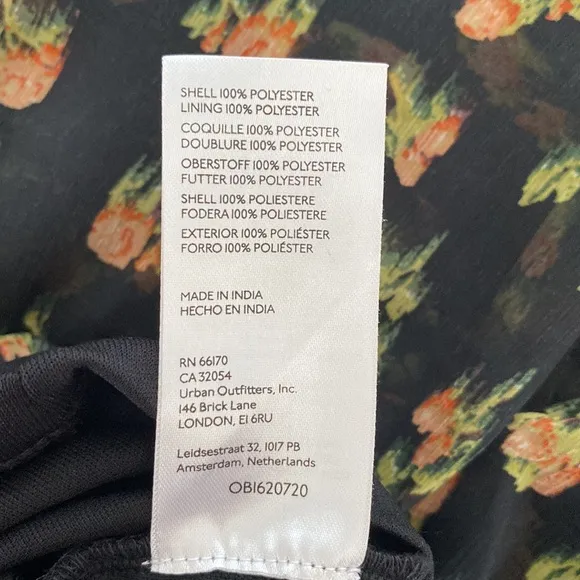 SHELL 100% POLYESTER
LINING 100% POLYESTER
COQUILLE 100% POLYESTER
DOUBLURE 100% POLYESTER
OBERSTOFF 100% POLYESTER
FUTTER 100% POLYESTER
SHELL 100% POLIESTERE
FODERA 100% POLIESTERE
EXTERIOR 100% POLIÉSTER
FORRO 100% POLIÉSTER
MADE IN INDIA
HECHO EN INDIA
RN 66170
CA 32054
Urban Outfitters, Inc.
146 Brick Lane
LONDON, E1 6RU
Leidsestraat 32, 1017 PB
Amsterdam, Netherlands
OB1620720